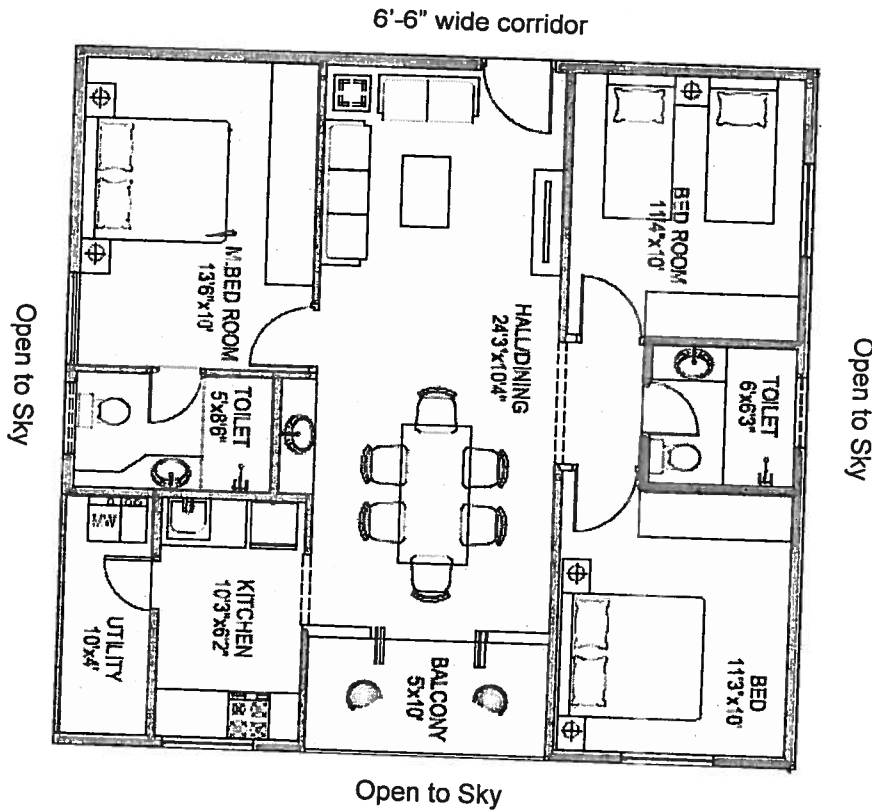 6'-6" wide corridor
BED ROOM
11'4"x10'
M.BED ROOM
13'6"x10'
HALL/DINING
24'3"x10'4"
TOILET
6'x6'3"
TOILET
5'x8'6"
Open to Sky
Open to Sky
KITCHEN
10'3"x6'2"
UTILITY
10'x4'
BALCONY
5'x10'
BED
11'3"x10'
Open to Sky